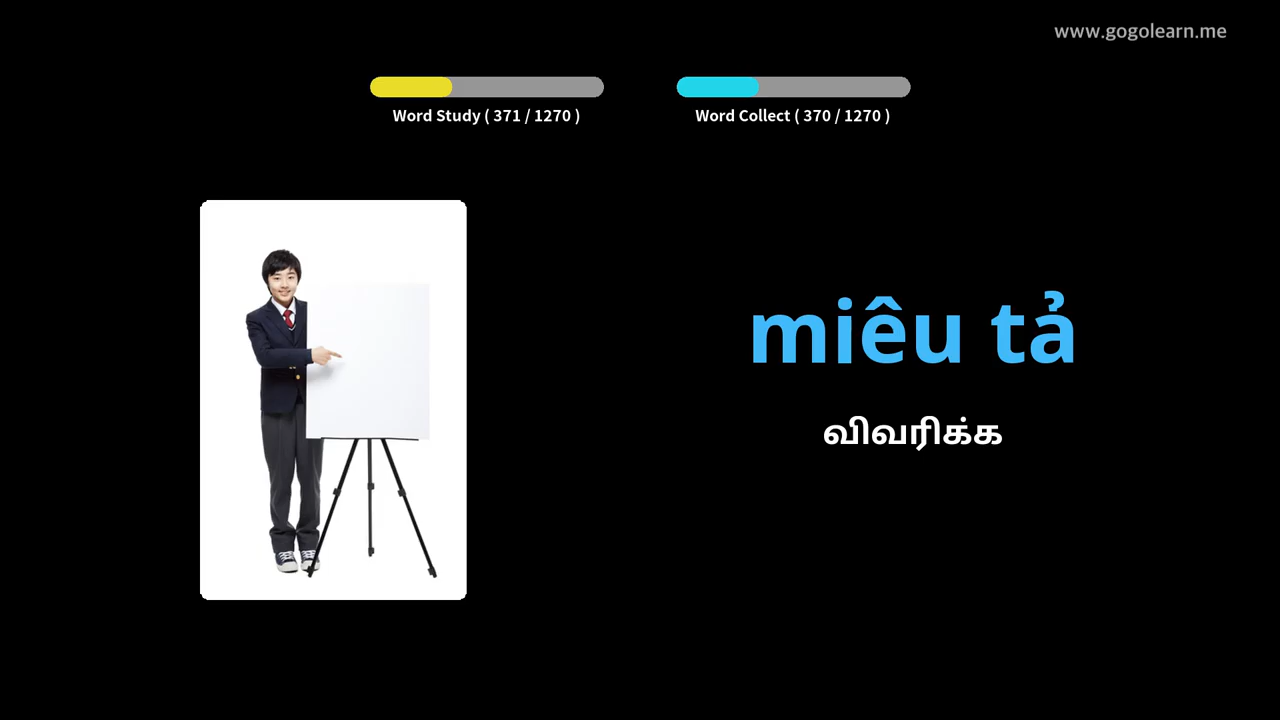 www.gogolearn.me
Word Study ( 371 / 1270 )
Word Collect ( 370 / 1270 )
miêu tả
விவரிக்க